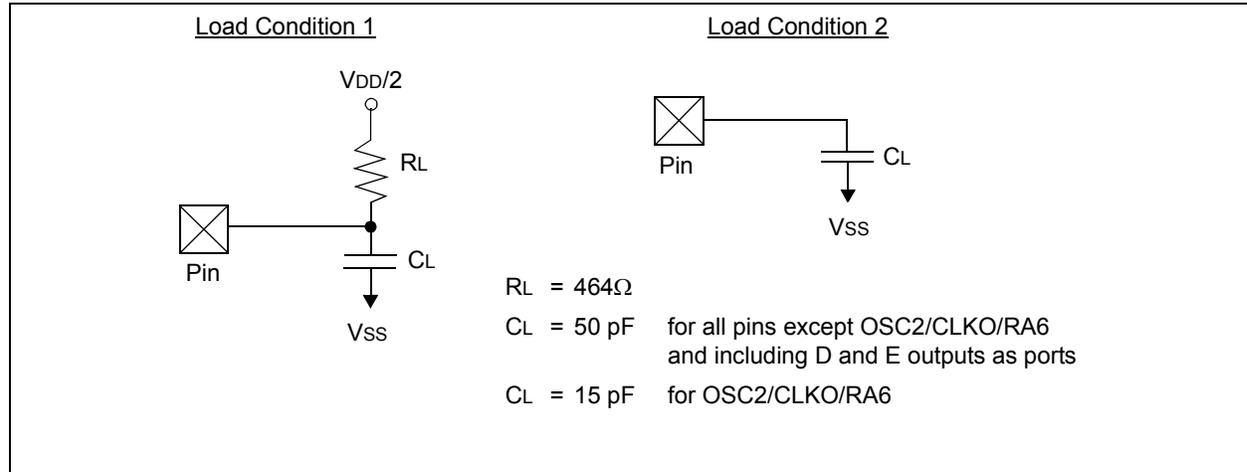 Load Condition 1
Load Condition 2
VDD/2
RL
Pin
CL
VSS
Pin
CL
VSS
RL = 464Ω
CL = 50 pF for all pins except OSC2/CLKO/RA6
and including D and E outputs as ports
CL = 15 pF for OSC2/CLKO/RA6